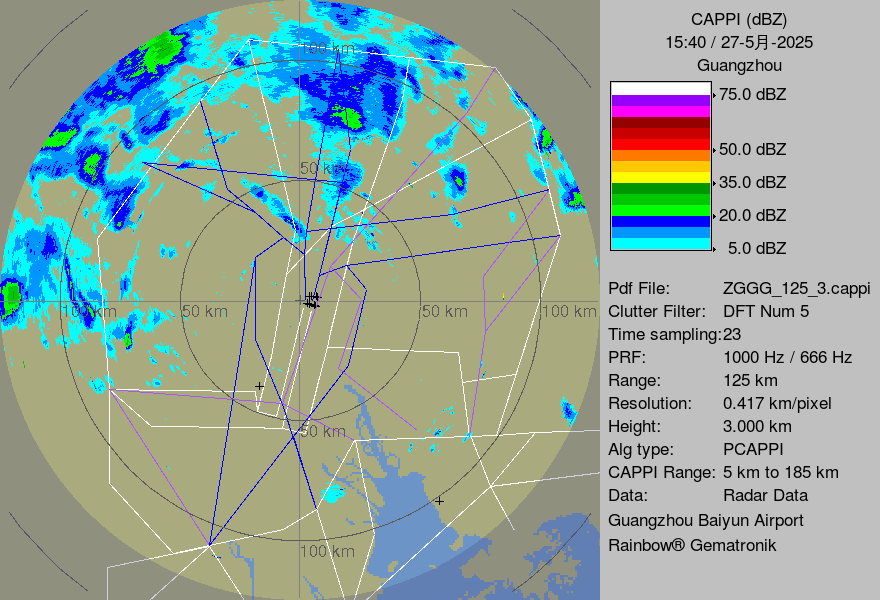 CAPPI (dBZ)
15:40 / 27-5月-2025
Guangzhou
75.0 dBZ
50.0 dBZ
35.0 dBZ
20.0 dBZ
5.0 dBZ
100 km
50 km
100 km
50 km
50 km
100 km
50 km
100 km
Pdf File: ZGGG_125_3.cappi
Clutter Filter: DFT Num 5
Time sampling:23
PRF: 1000 Hz / 666 Hz
Range: 125 km
Resolution: 0.417 km/pixel
Height: 3.000 km
Alg type: PCAPPI
CAPPI Range: 5 km to 185 km
Data: Radar Data
Guangzhou Baiyun Airport
Rainbow® Gematronik